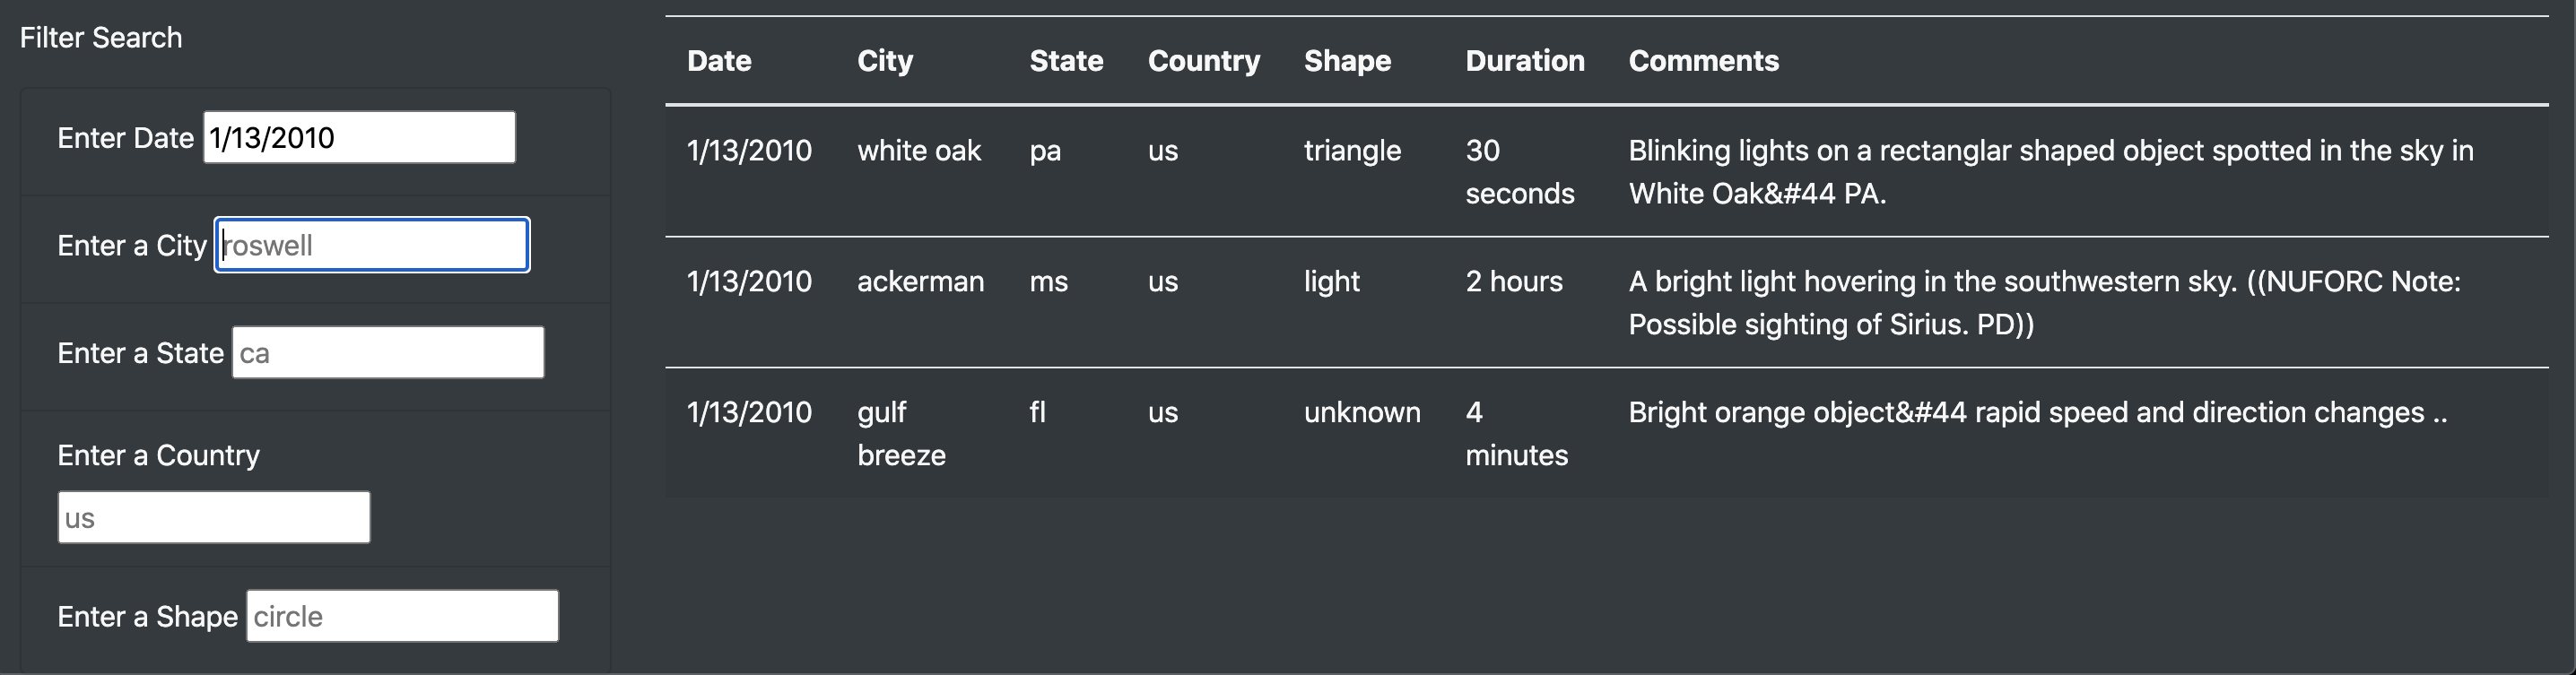 Filter Search
Enter Date 1/13/2010
Enter a City roswell
Enter a State ca
Enter a Country
us
Enter a Shape circle
Date City State Country Shape Duration Comments
1/13/2010 white oak pa us triangle 30 Blinking lights on a rectanglar shaped object spotted in the sky in
seconds White Oak&#44 PA.
1/13/2010 ackerman ms us light 2 hours A bright light hovering in the southwestern sky. ((NUFORC Note:
Possible sighting of Sirius. PD))
1/13/2010 gulf fl us unknown 4 Bright orange object&#44 rapid speed and direction changes ..
breeze minutes